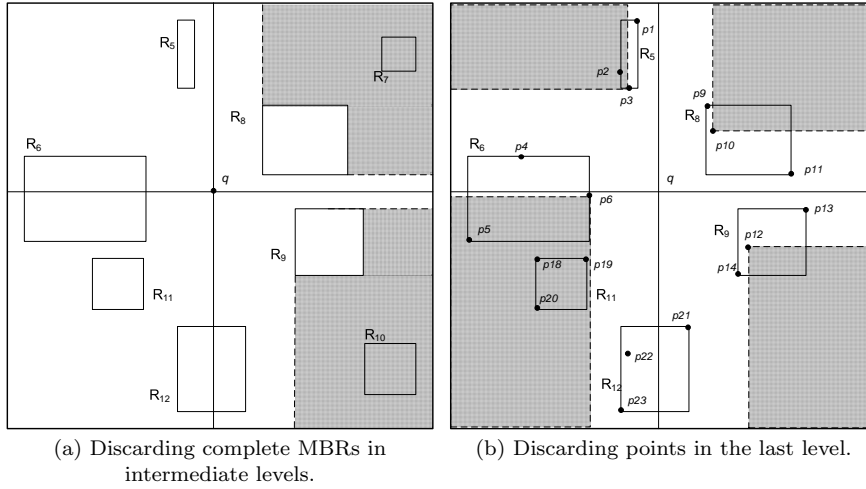 R5
R7
R8
R6
q
R9
R11
R10
R12
p1
R5
p2
p3
p9
R8
p10
R6
p4
p11
q
p6
p13
p5
R9
p12
p18
p19
p14
p20
R11
p21
p22
R12
p23
(a) Discarding complete MBRs in
intermediate levels.
(b) Discarding points in the last level.